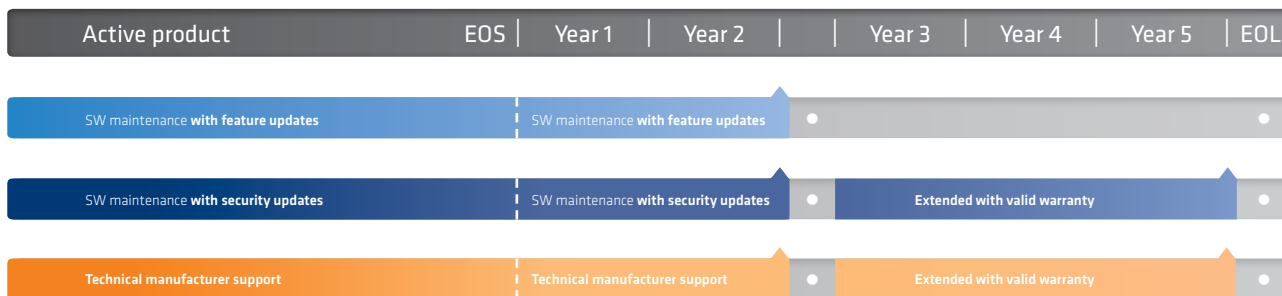 Active product EOS Year 1 Year 2 Year 3 Year 4 Year 5 EOL
SW maintenance with feature updates SW maintenance with feature updates
SW maintenance with security updates SW maintenance with security updates Extended with valid warranty
Technical manufacturer support Technical manufacturer support Extended with valid warranty